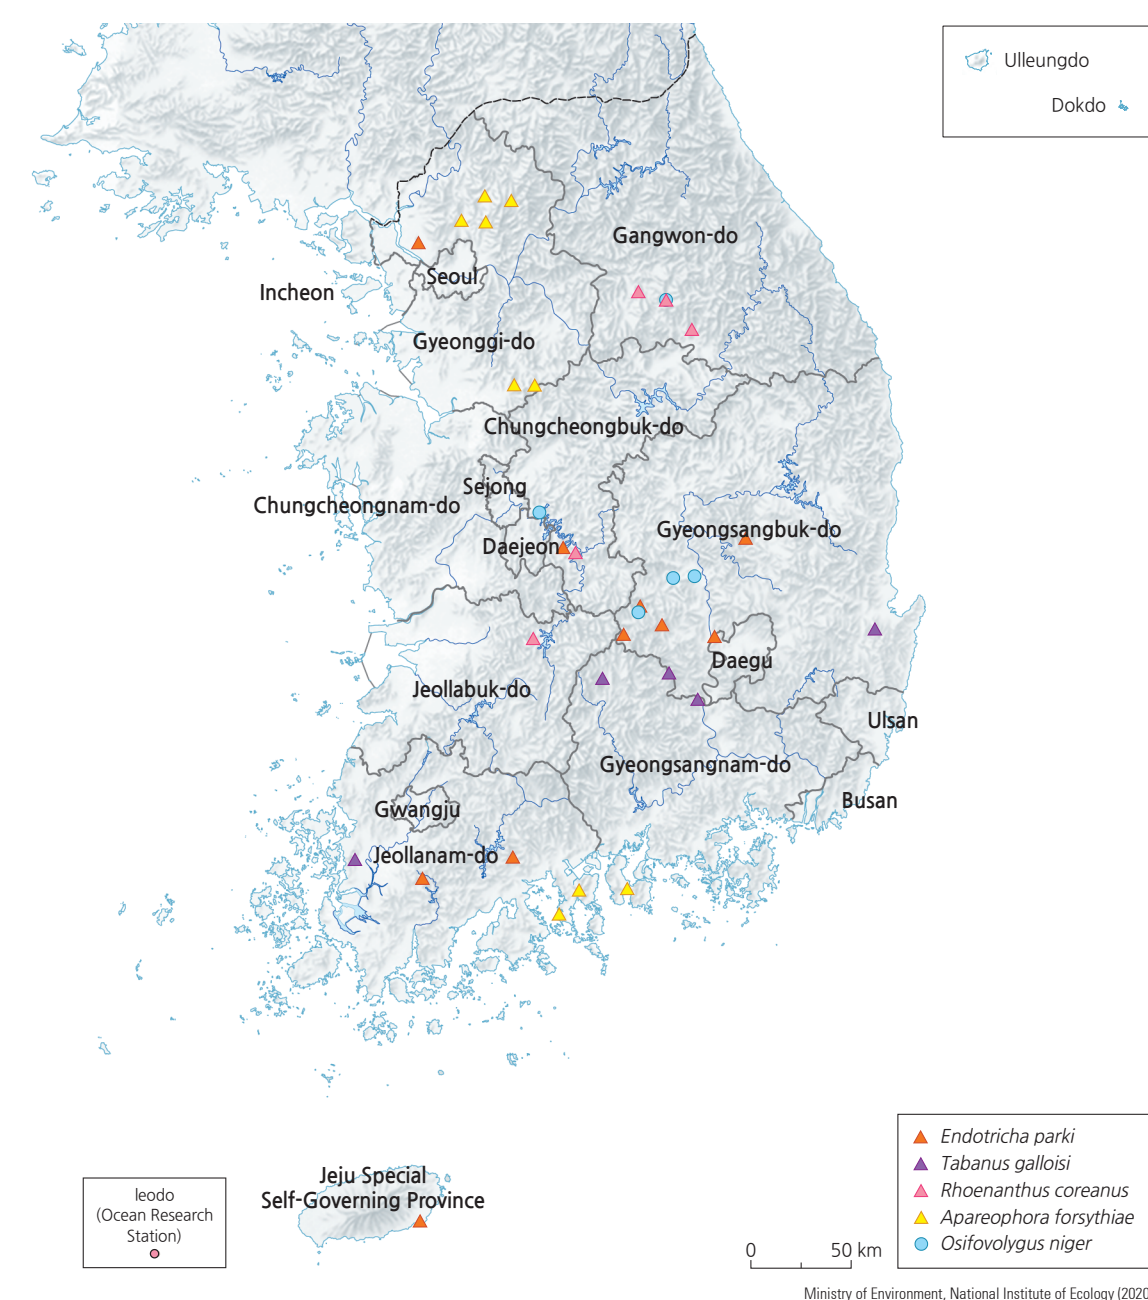 Ulleungdo
Dokdo
Gangwon-do
Seoul
Incheon
Gyeonggi-do
Chungcheongbuk-do
Sejong
Chungcheongnam-do
Gyeongsangbuk-do
Daejeon
Daegu
Jeollabuk-do
Ulsan
Gyeongsangnam-do
Busan
Gwangju
Jeollanam-do
Jeju Special
Self-Governing Province
Ieodo
(Ocean Research
Station)
0 50 km
Endotricha parki
Tabanus galloisi
Rhoenanthus coreanus
Apareophora forsythiae
Osifovolygus niger
Ministry of Environment, National Institute of Ecology (2020